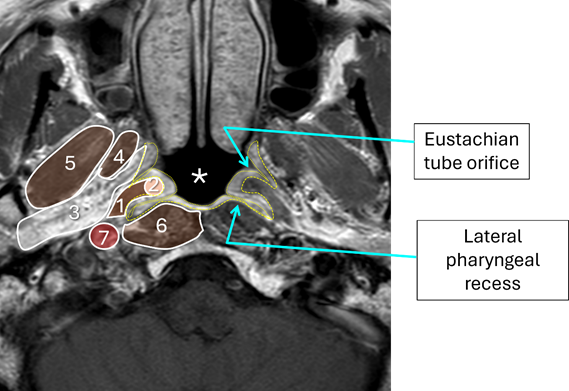 5
4
3
1
2
*
6
7
Eustachian
tube orifice
Lateral
pharyngeal
recess